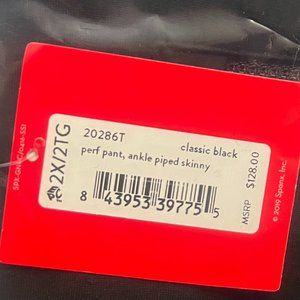 20286T classic black
perf pant, ankle piped skinny
2X/2TG
8 43953 39775 5
MSRP $128.00
© 2019 Spanx, Inc.